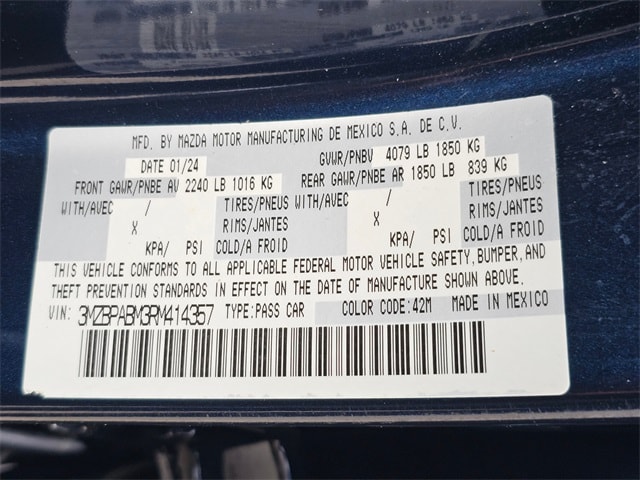 MFD. BY MAZDA MOTOR MANUFACTURING DE MEXICO S.A. DE C.V.
DATE 01/24 GVWR/PNBV 4079 LB 1850 KG
FRONT GAWR/PNBE AV 2240 LB 1016 KG REAR GAWR/PNBE AR 1850 LB 839 KG
WITH/AVEC / TIRES/PNEUS WITH/AVEC / TIRES/PNEUS
X RIMS/JANTES X RIMS/JANTES
KPA/ PSI COLD/A FROID KPA/ PSI COLD/A FROID
THIS VEHICLE CONFORMS TO ALL APPLICABLE FEDERAL MOTOR VEHICLE SAFETY, BUMPER, AND
THEFT PREVENTION STANDARDS IN EFFECT ON THE DATE OF MANUFACTURE SHOWN ABOVE.
VIN: 3MZBPABM3RM414357 TYPE:PASS CAR COLOR CODE:42M MADE IN MEXICO